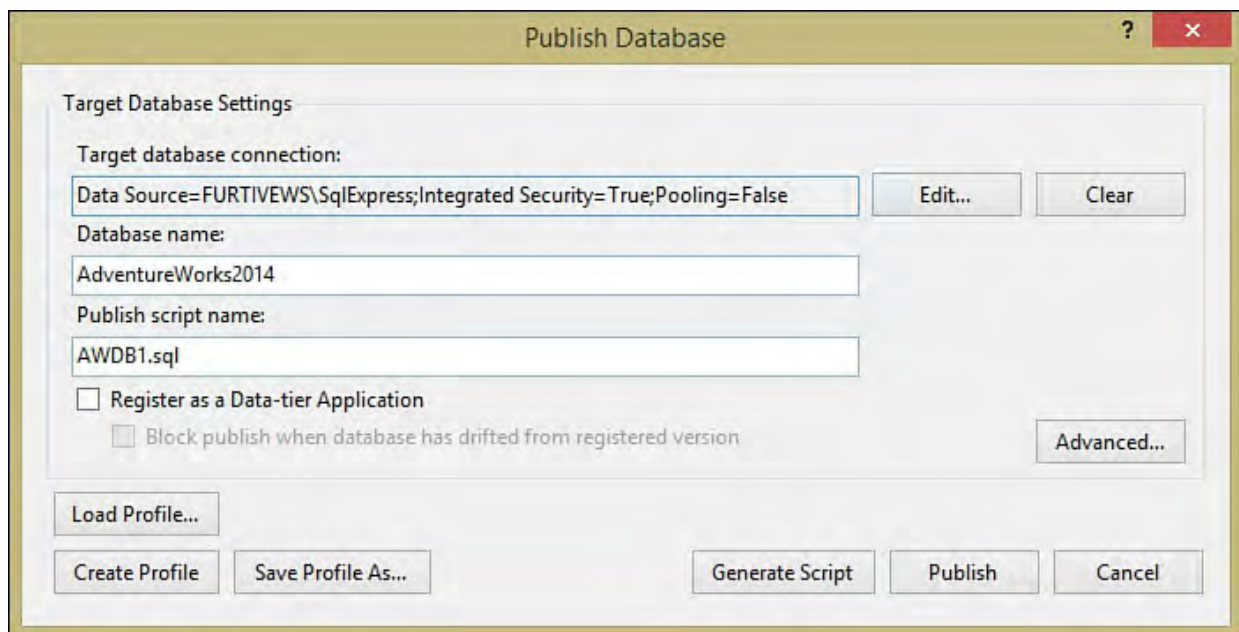 Publish Database
?
×
Target Database Settings
Target database connection:
Data Source=FURTIVEWS\SqlExpress;Integrated Security=True;Pooling=False
Edit...
Clear
Database name:
AdventureWorks2014
Publish script name:
AWDB1.sql
Register as a Data-tier Application
Block publish when database has drifted from registered version
Advanced...
Load Profile...
Create Profile
Save Profile As...
Generate Script
Publish
Cancel